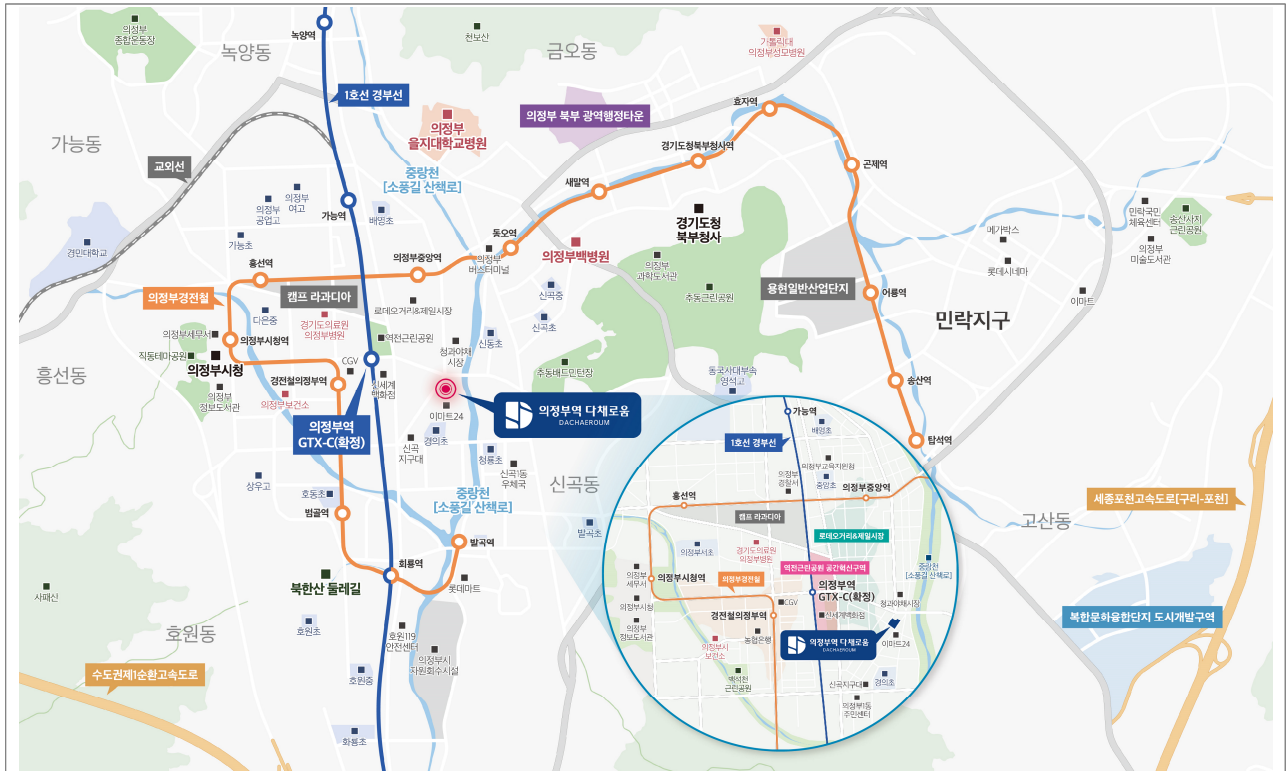 의정부
종합운동장
녹양역
녹양동
천보산
금오동
가톨릭대
의정부성모병원
1호선 경부선
의정부
을지대학교병원
의정부 북부 광역행정타운
효자역
가능동
경기도청북부청사역
곤제역
교외선
중랑천
[소풍길 산책로]
새말역
의정부
여고
의정부
공업고
가능역
배영초
경기도청
북부청사
민락국민
체육센터
송산사지
근린공원
경민대학교
가능초
동오역
의정부
버스터미널
의정부백병원
메가박스
의정부
미술도서관
흥선역
의정부중앙역
의정부
과학도서관
롯데시네마
의정부경전철
캠프 라과디아
로데오거리&제일시장
신곡중
추동근린공원
용현일반산업단지
어룡역
이마트
다은중
경기도의료원
의정부병원
신곡초
민락지구
의정부세무서
의정부시청역
역전근린공원
청과야채
시장
신동초
직동테마공원
의정부시청
CGV
추동배드민턴장
흥선동
경전철의정부역
신세계
백화점
동국사대부속
영석고
송산역
의정부
정보도서관
의정부보건소
이마트24
의정부역 다채로움
DACHAEROUM
의정부역
GTX-C(확정)
신곡
지구대
경의초
청룡초
탑석역
신곡1동
우체국
신곡동
상우고
호동초
중랑천
[소풍길 산책로]
범골역
발곡역
발곡초
세종포천고속도로[구리-포천]
고산동
회룡역
북한산 둘레길
롯데마트
사패산
호원동
호원초
호원119
안전센터
의정부시
자원회수시설
복합문화융합단지 도시개발구역
수도권제1순환고속도로
호원중
화룡초
가능역
1호선 경부선
배영초
의정부교육지원청
의정부
경찰서
중앙초
의정부중앙역
흥선역
캠프 라과디아
로데오거리&제일시장
의정부서초
경기도의료원
의정부병원
중랑천
[소풍길 산책로]
역전근린공원 공간혁신구역
의정부
세무서
의정부시청역
의정부경전철
의정부역
GTX-C(확정)
의정부시청
CGV
청과야채시장
경전철의정부역
신세계백화점
의정부
정보도서관
농협은행
의정부역 다채로움
DACHAEROUM
이마트24
의정부시
보건소
백석천
근린공원
신곡지구대
경의초
의정부1동
주민센터